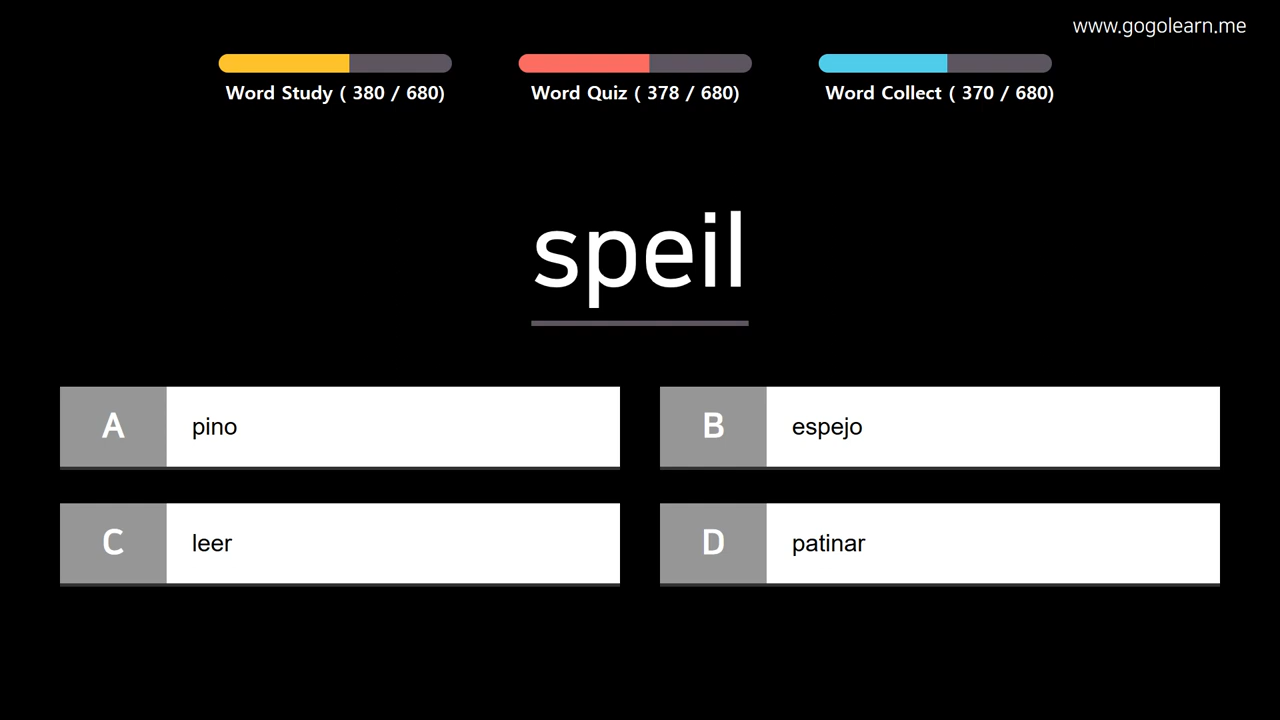 www.gogolearn.me
Word Study ( 380 / 680)
Word Quiz ( 378 / 680)
Word Collect ( 370 / 680)
speil
A pino
B espejo
C leer
D patinar